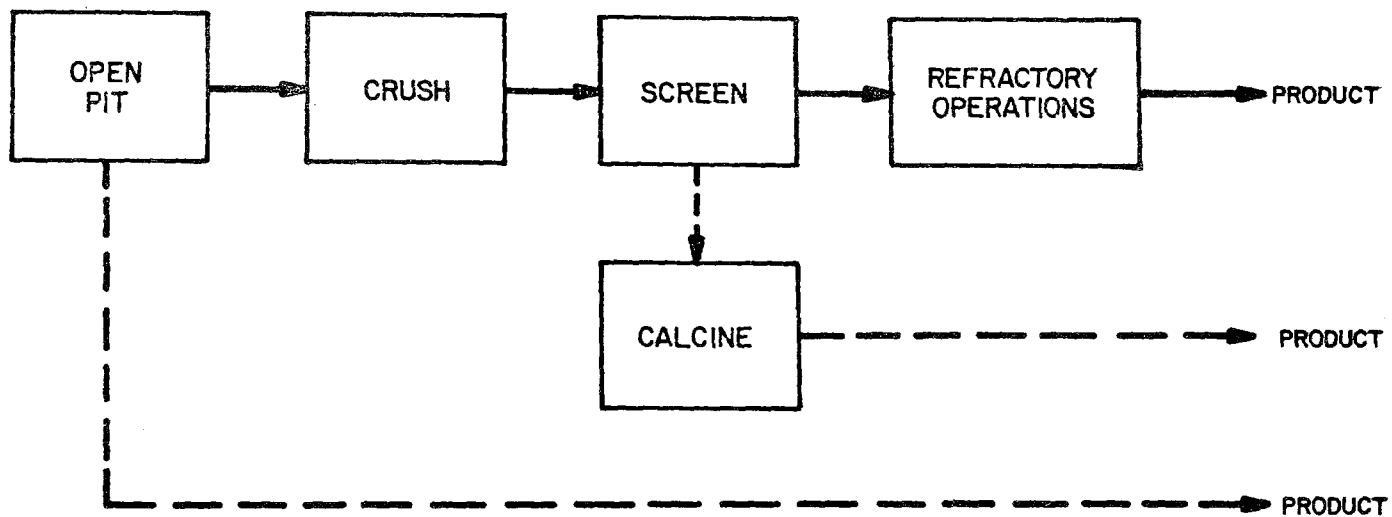 OPEN
PIT
CRUSH
SCREEN
REFRACTORY
OPERATIONS
PRODUCT
CALCINE
PRODUCT
PRODUCT